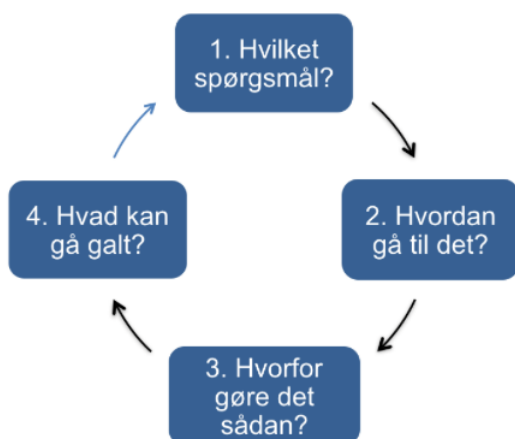 1. Hvilket
spørgsmål?
2. Hvordan
gå til det?
3. Hvorfor
gøre det
sådan?
4. Hvad kan
gå galt?